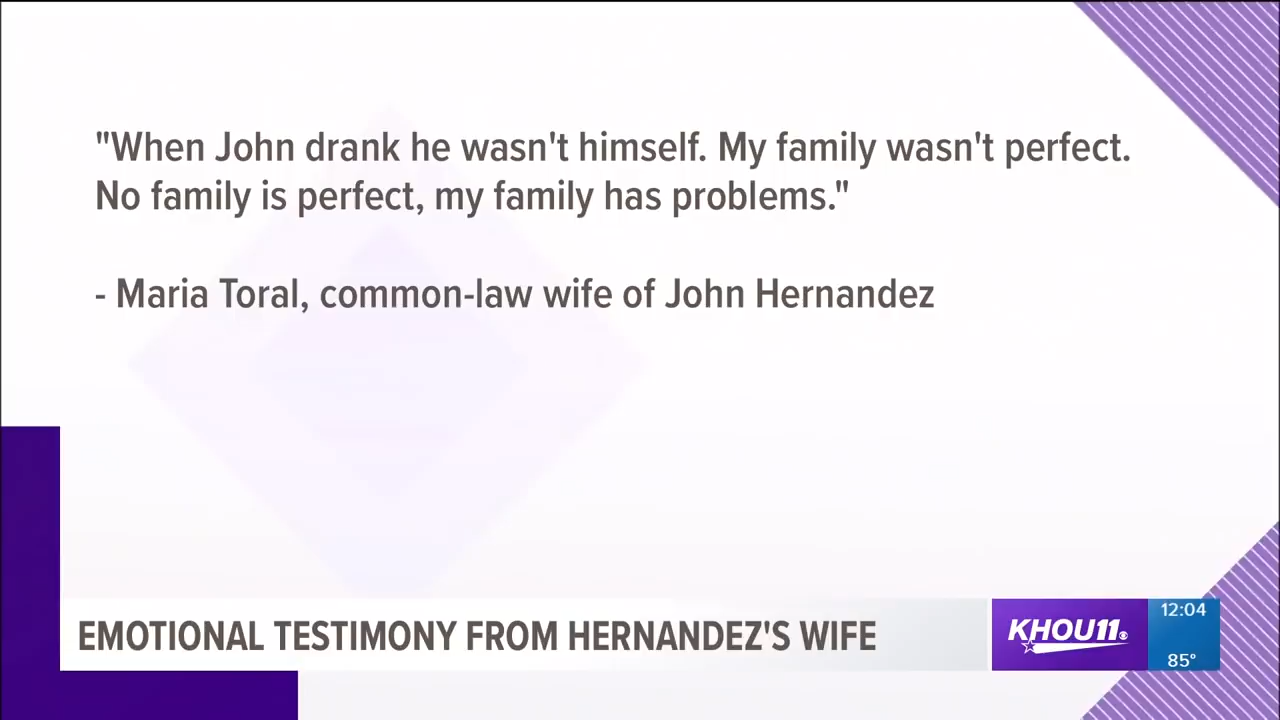 "When John drank he wasn't himself. My family wasn't perfect.
No family is perfect, my family has problems."
- Maria Toral, common-law wife of John Hernandez
EMOTIONAL TESTIMONY FROM HERNANDEZ'S WIFE
KHOU11
12:04
85°